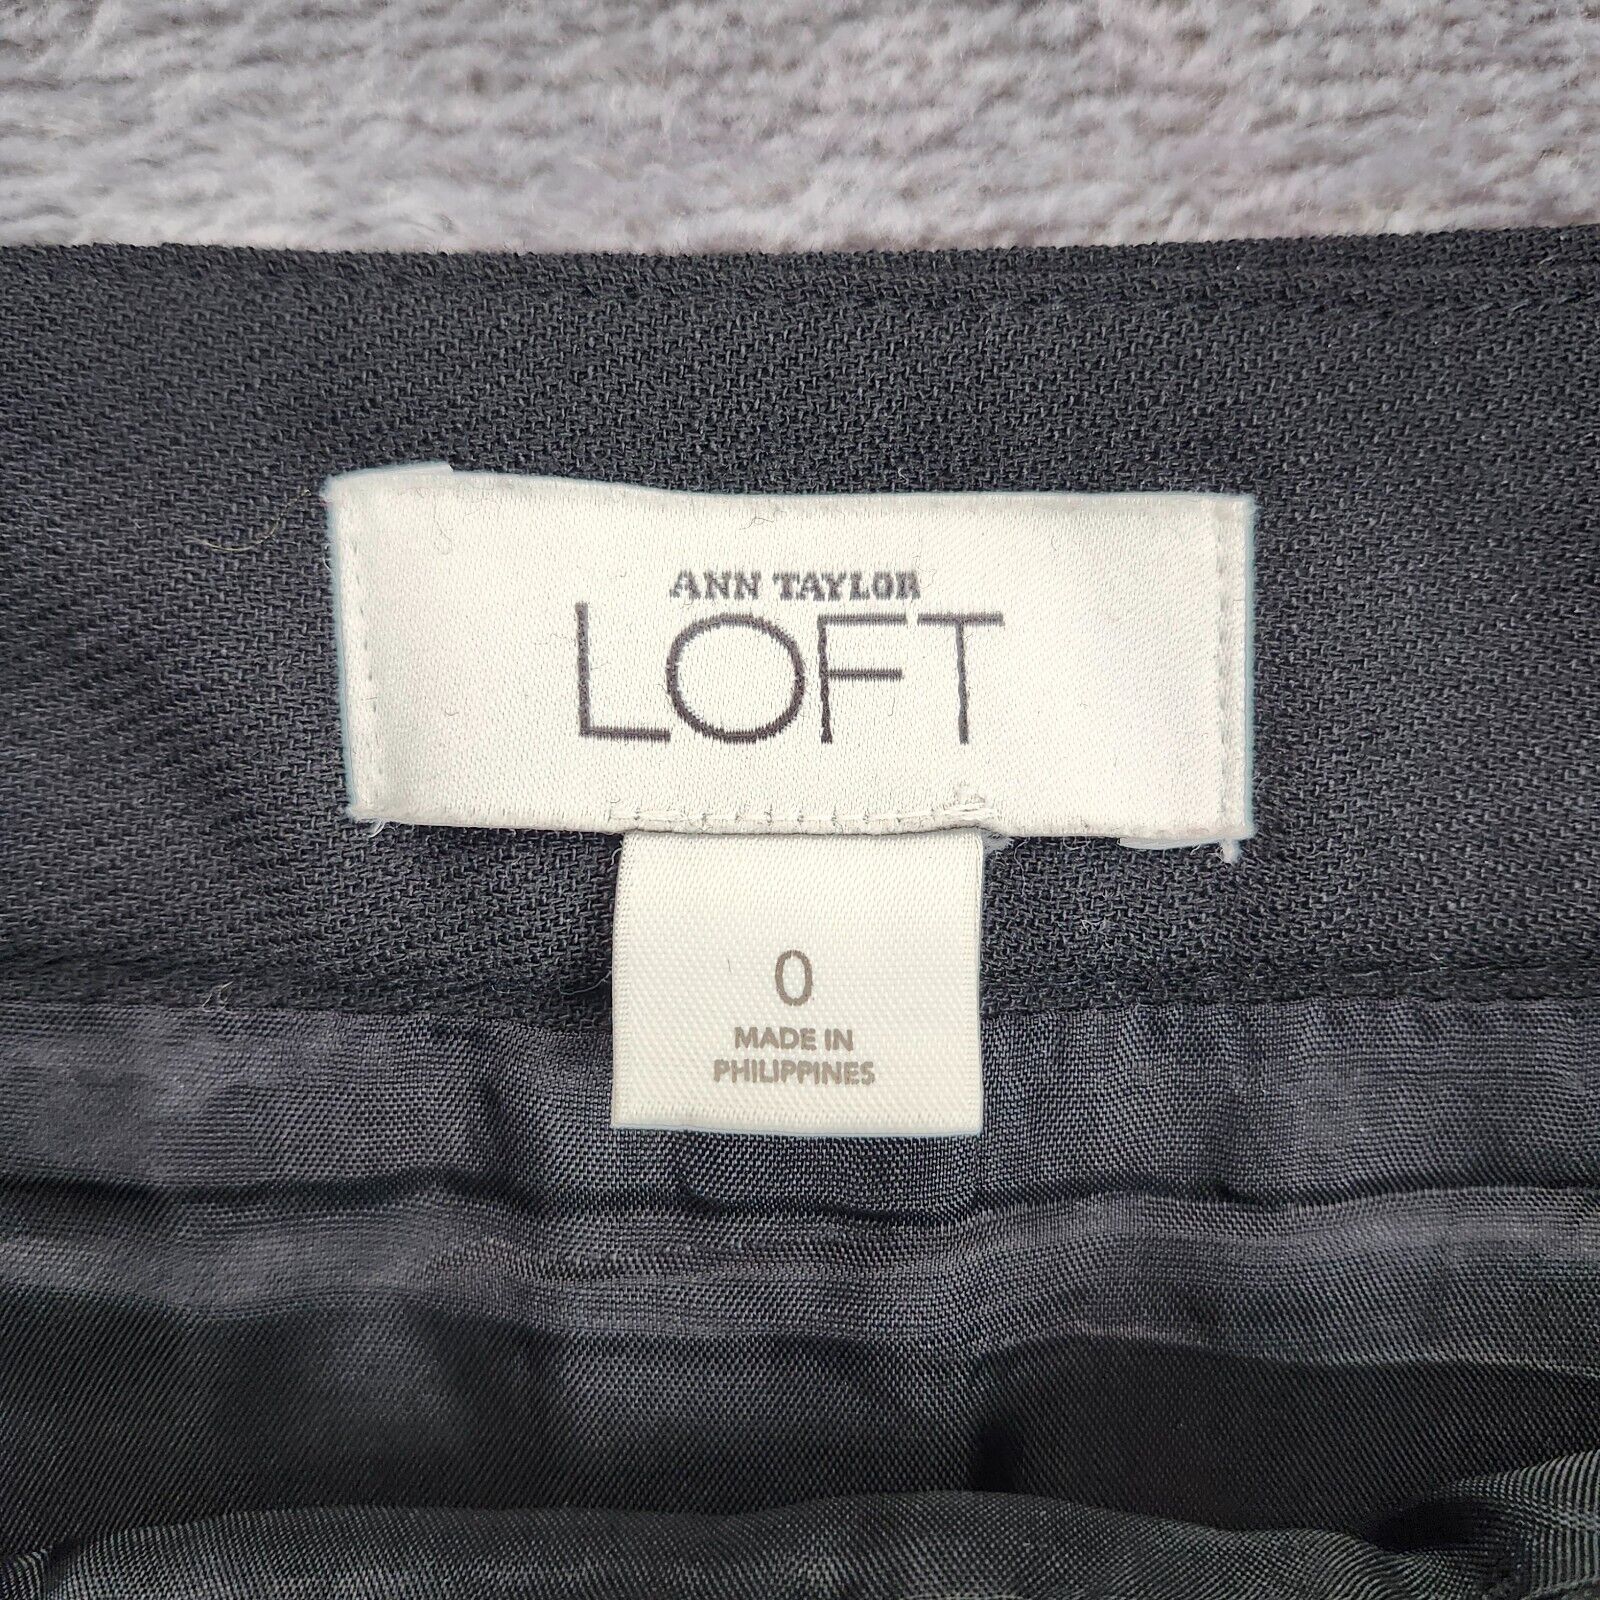 ANN TAYLOR
LOFT
0
MADE IN
PHILIPPINES